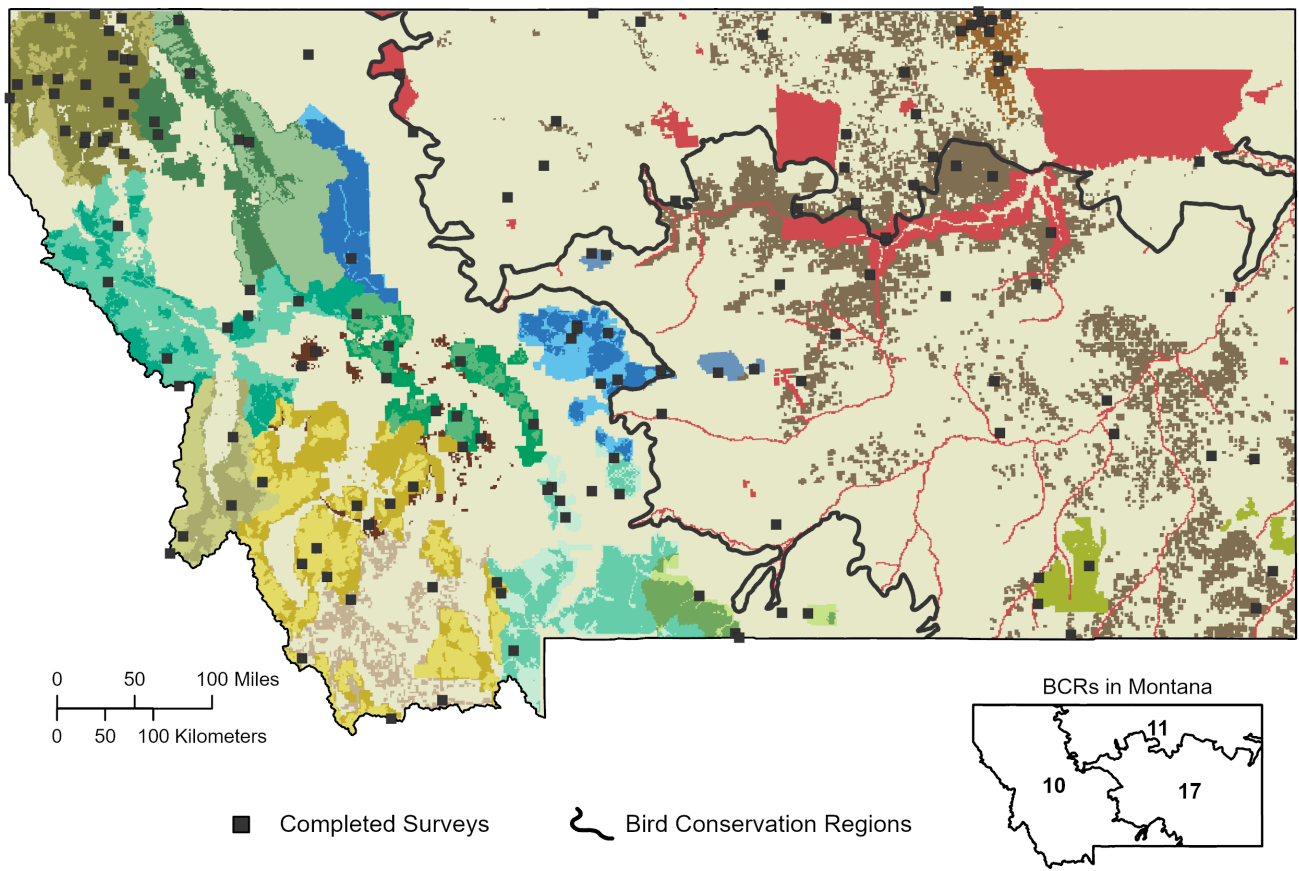 0 50 100 Miles
0 50 100 Kilometers
BCRs in Montana
11
10
17
Completed Surveys
Bird Conservation Regions